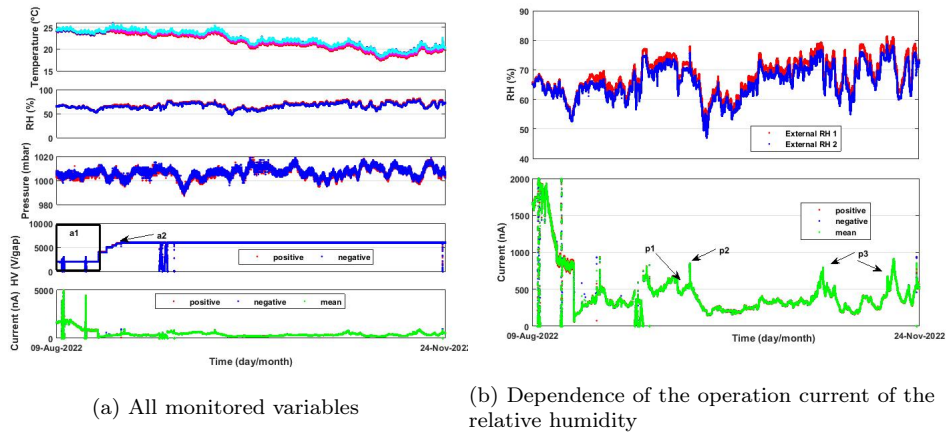 Temperature (°C)
25
20
15
RH (%)
100
50
0
Pressure (mbar)
1020
1000
980
HV (V/gap)
10000
5000
0
a1
a2
positive negative
Current (nA)
5000
0
positive negative mean
09-Aug-2022 24-Nov-2022
Time (day/month)
(a) All monitored variables
RH (%)
90
80
70
60
50
40
External RH 1
External RH 2
Current (nA)
2000
1500
1000
500
0
positive
negative
mean
p1 p2 p3
09-Aug-2022 24-Nov-2022
Time (day/month)
(b) Dependence of the operation current of the
relative humidity